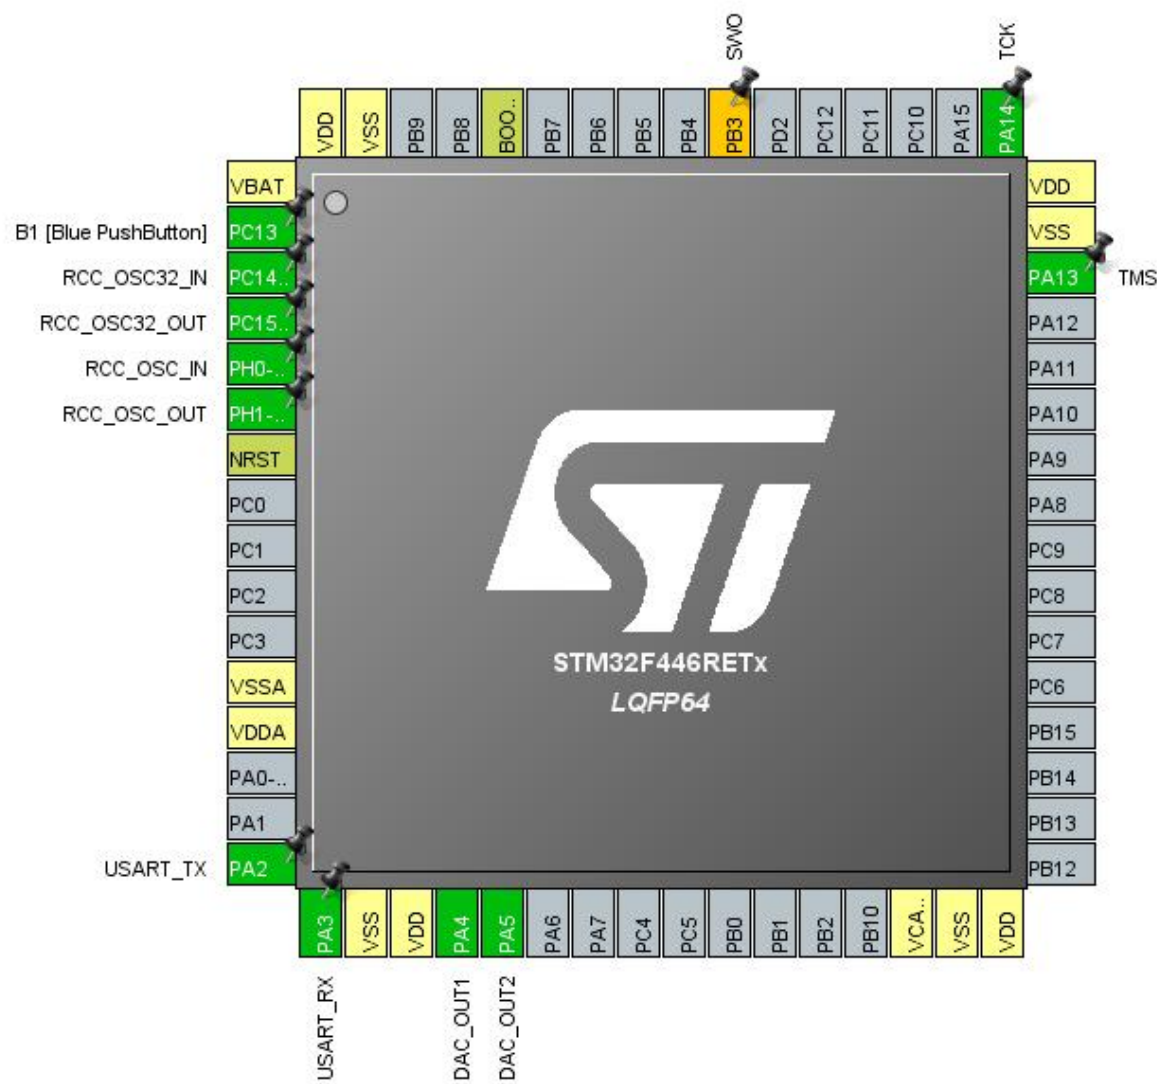 SWO
TCK
VDD
VSS
PB9
PB8
BOO..
PB7
PB6
PB5
PB4
PB3
PD2
PC12
PC11
PC10
PA15
PA14
VBAT
B1 [Blue PushButton] PC13
RCC_OSC32_IN PC14..
RCC_OSC32_OUT PC15..
RCC_OSC_IN PH0-..
RCC_OSC_OUT PH1-..
NRST
PC0
PC1
PC2
PC3
VSSA
VDDA
PA0-..
PA1
USART_TX PA2
VDD
VSS
PA13 TMS
PA12
PA11
PA10
PA9
PA8
PC9
PC8
PC7
PC6
PB15
PB14
PB13
PB12
STM32F446RETx
LQFP64
PA3
VSS
VDD
PA4
PA5
PA6
PA7
PC4
PC5
PB0
PB1
PB2
PB10
VCA..
VSS
VDD
USART_RX
DAC_OUT1
DAC_OUT2